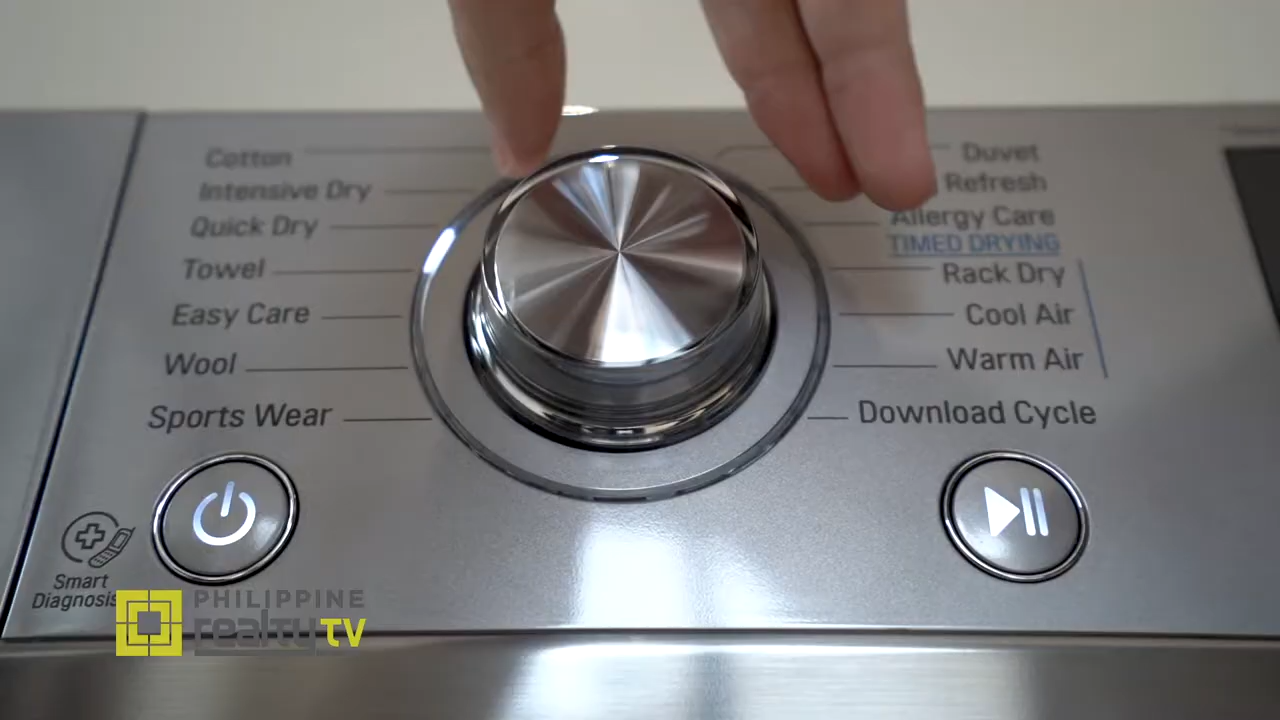 Cotton
Intensive Dry
Quick Dry
Towel
Easy Care
Wool
Sports Wear
Duvet
Refresh
Allergy Care
TIMED DRYING
Rack Dry
Cool Air
Warm Air
Download Cycle
Smart
Diagnosis
PHILIPPINE
realty TV